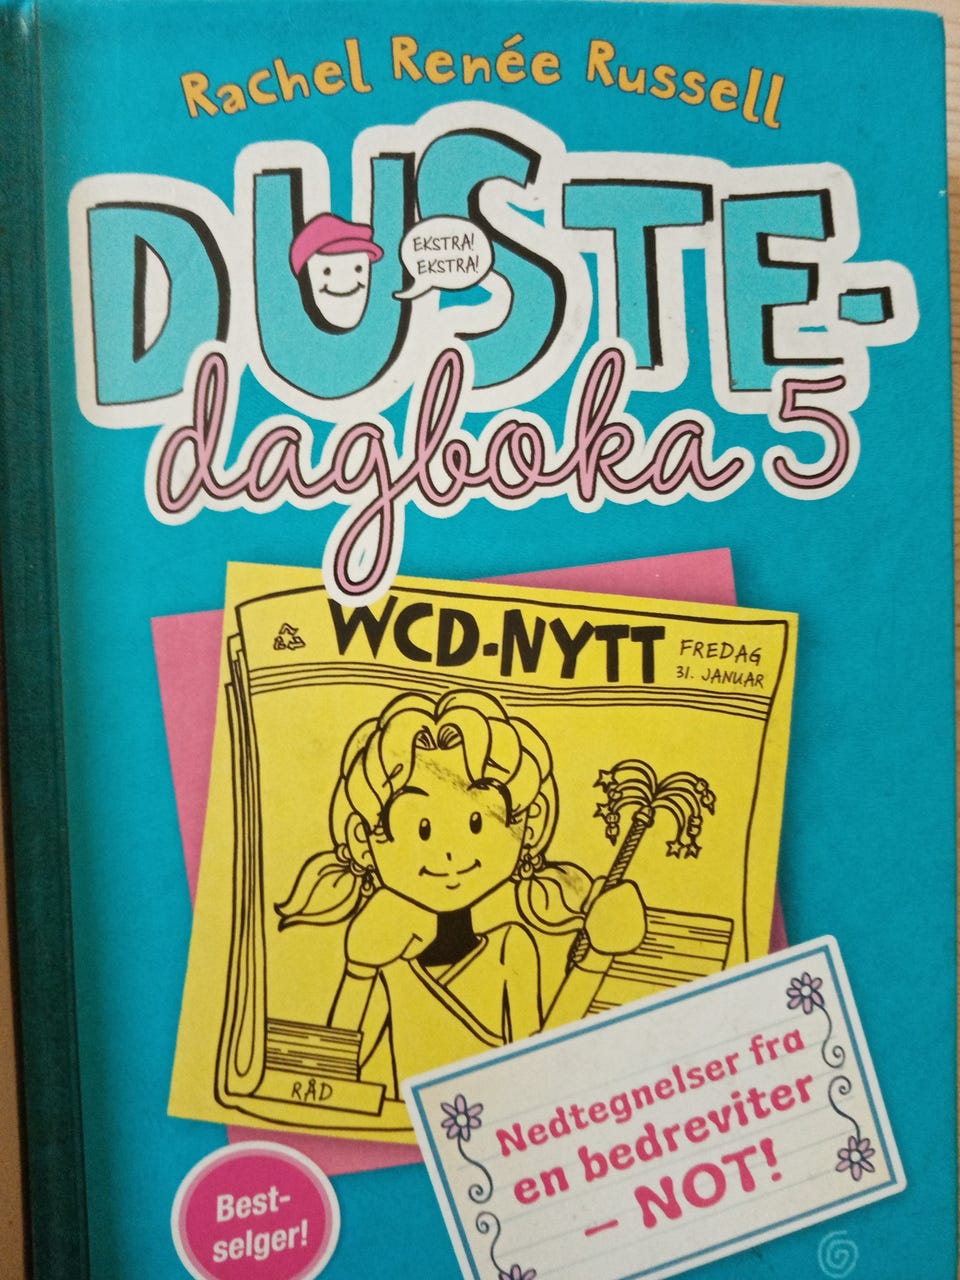 Rachel Renée Russell
DUSTE-
EKSTRA!
EKSTRA!
dagboka 5
WCD-NYTT
FREDAG
31. JANUAR
RÅD
Nedtegnelser fra
en bedreviter
– NOT!
Best-
selger!